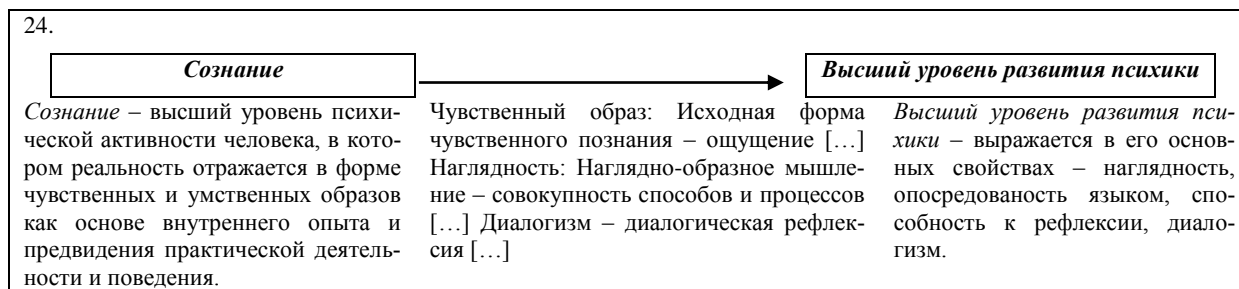 24.
Сознание
Высший уровень развития психики
Сознание – высший уровень психи-
ческой активности человека, в кото-
ром реальность отражается в форме
чувственных и умственных образов
как основе внутреннего опыта и
предвидения практической деятель-
ности и поведения.
Чувственный образ: Исходная форма
чувственного познания – ощущение […]
Наглядность: Наглядно-образное мышле-
ние – совокупность способов и процессов
[…] Диалогизм – диалогическая рефлек-
сия […]
Высший уровень развития пси-
хики – выражается в его основ-
ных свойствах – наглядность,
опосредованость языком, спо-
собность к рефлексии, диало-
гизм.